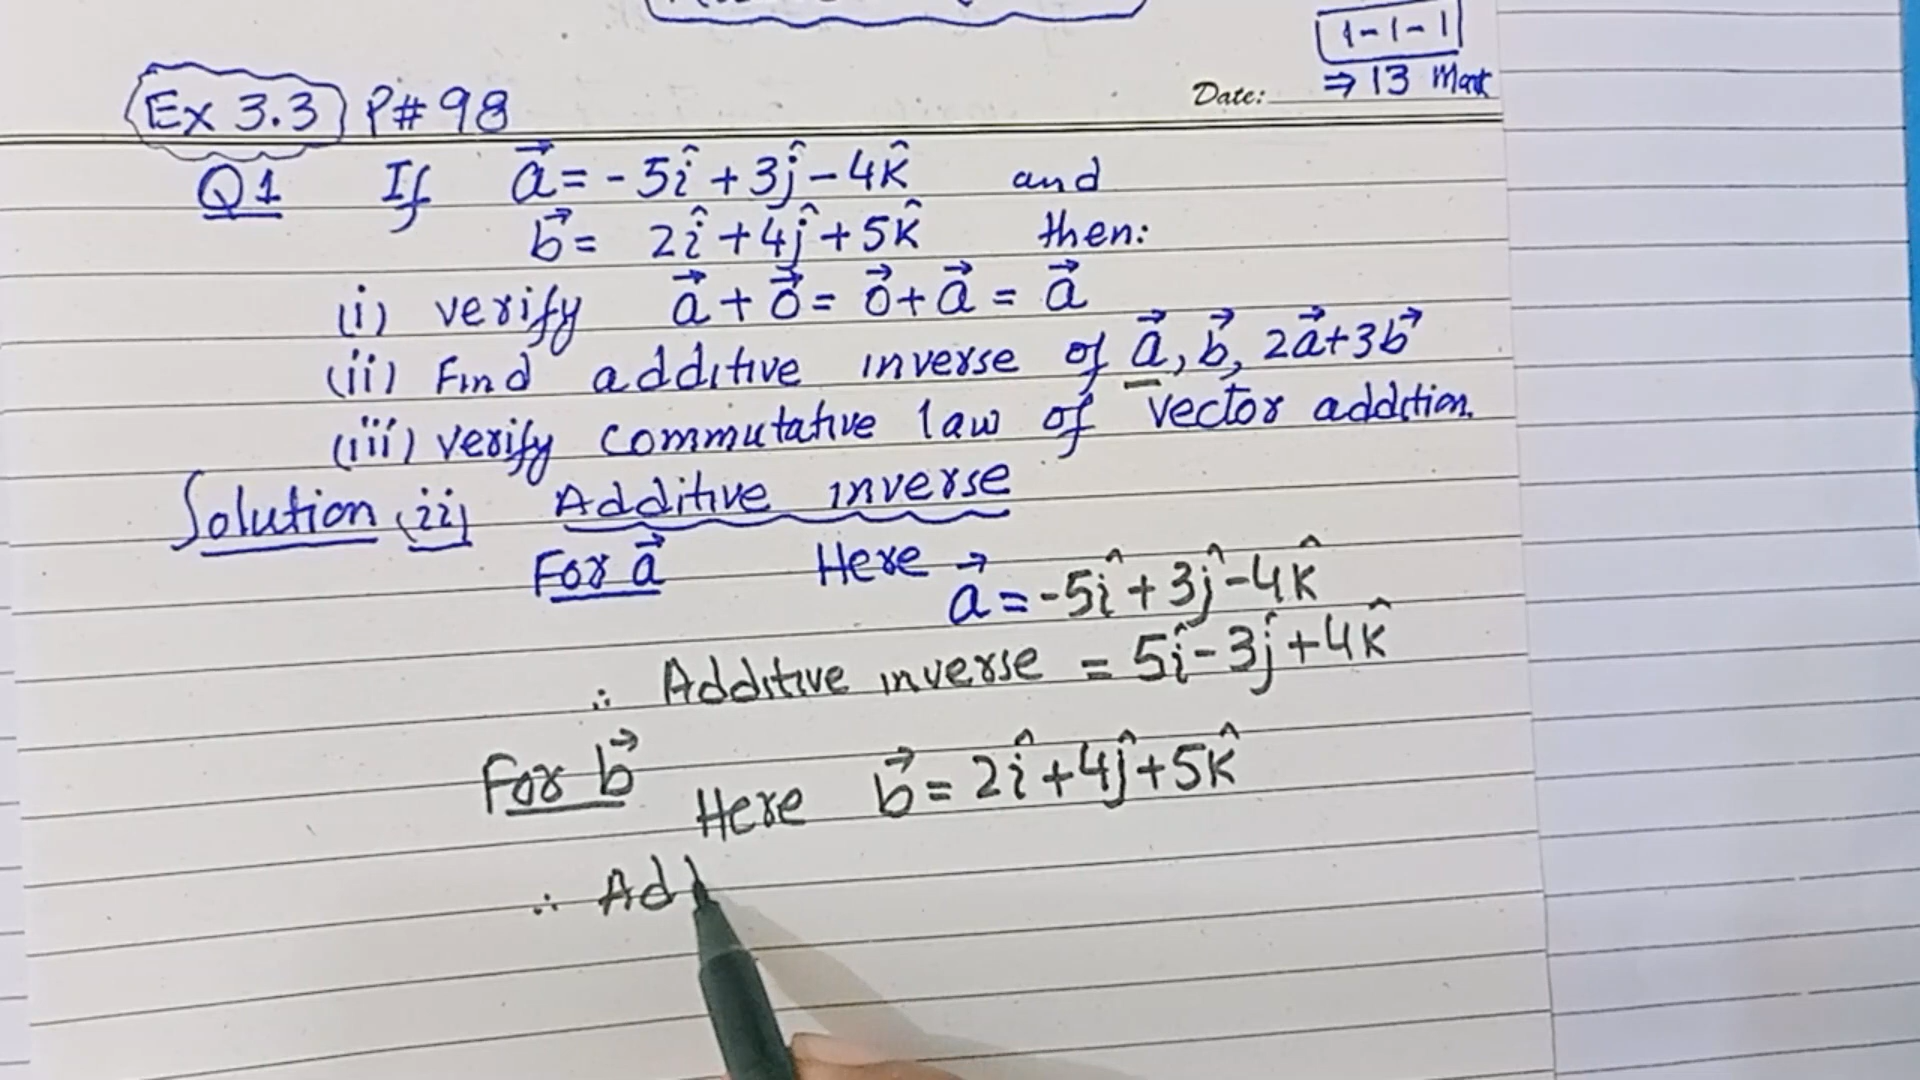 1-1-1
Date: ⇒ 13 Mark
Ex 3.3 P# 98
Q1 If a⃗ = -5î + 3ĵ - 4k̂ and
b⃗ = 2î + 4ĵ + 5k̂ then:
(i) verify a⃗ + o⃗ = o⃗ + a⃗ = a⃗
(ii) Find additive inverse of a⃗, b⃗, 2a⃗+3b⃗
(iii) verify commutative law of vector addition.
Solution (ii) Additive inverse
For a⃗ Here a⃗ = -5î + 3ĵ - 4k̂
∴ Additive inverse = 5î - 3ĵ + 4k̂
For b⃗ Here b⃗ = 2î + 4ĵ + 5k̂
∴ Ad